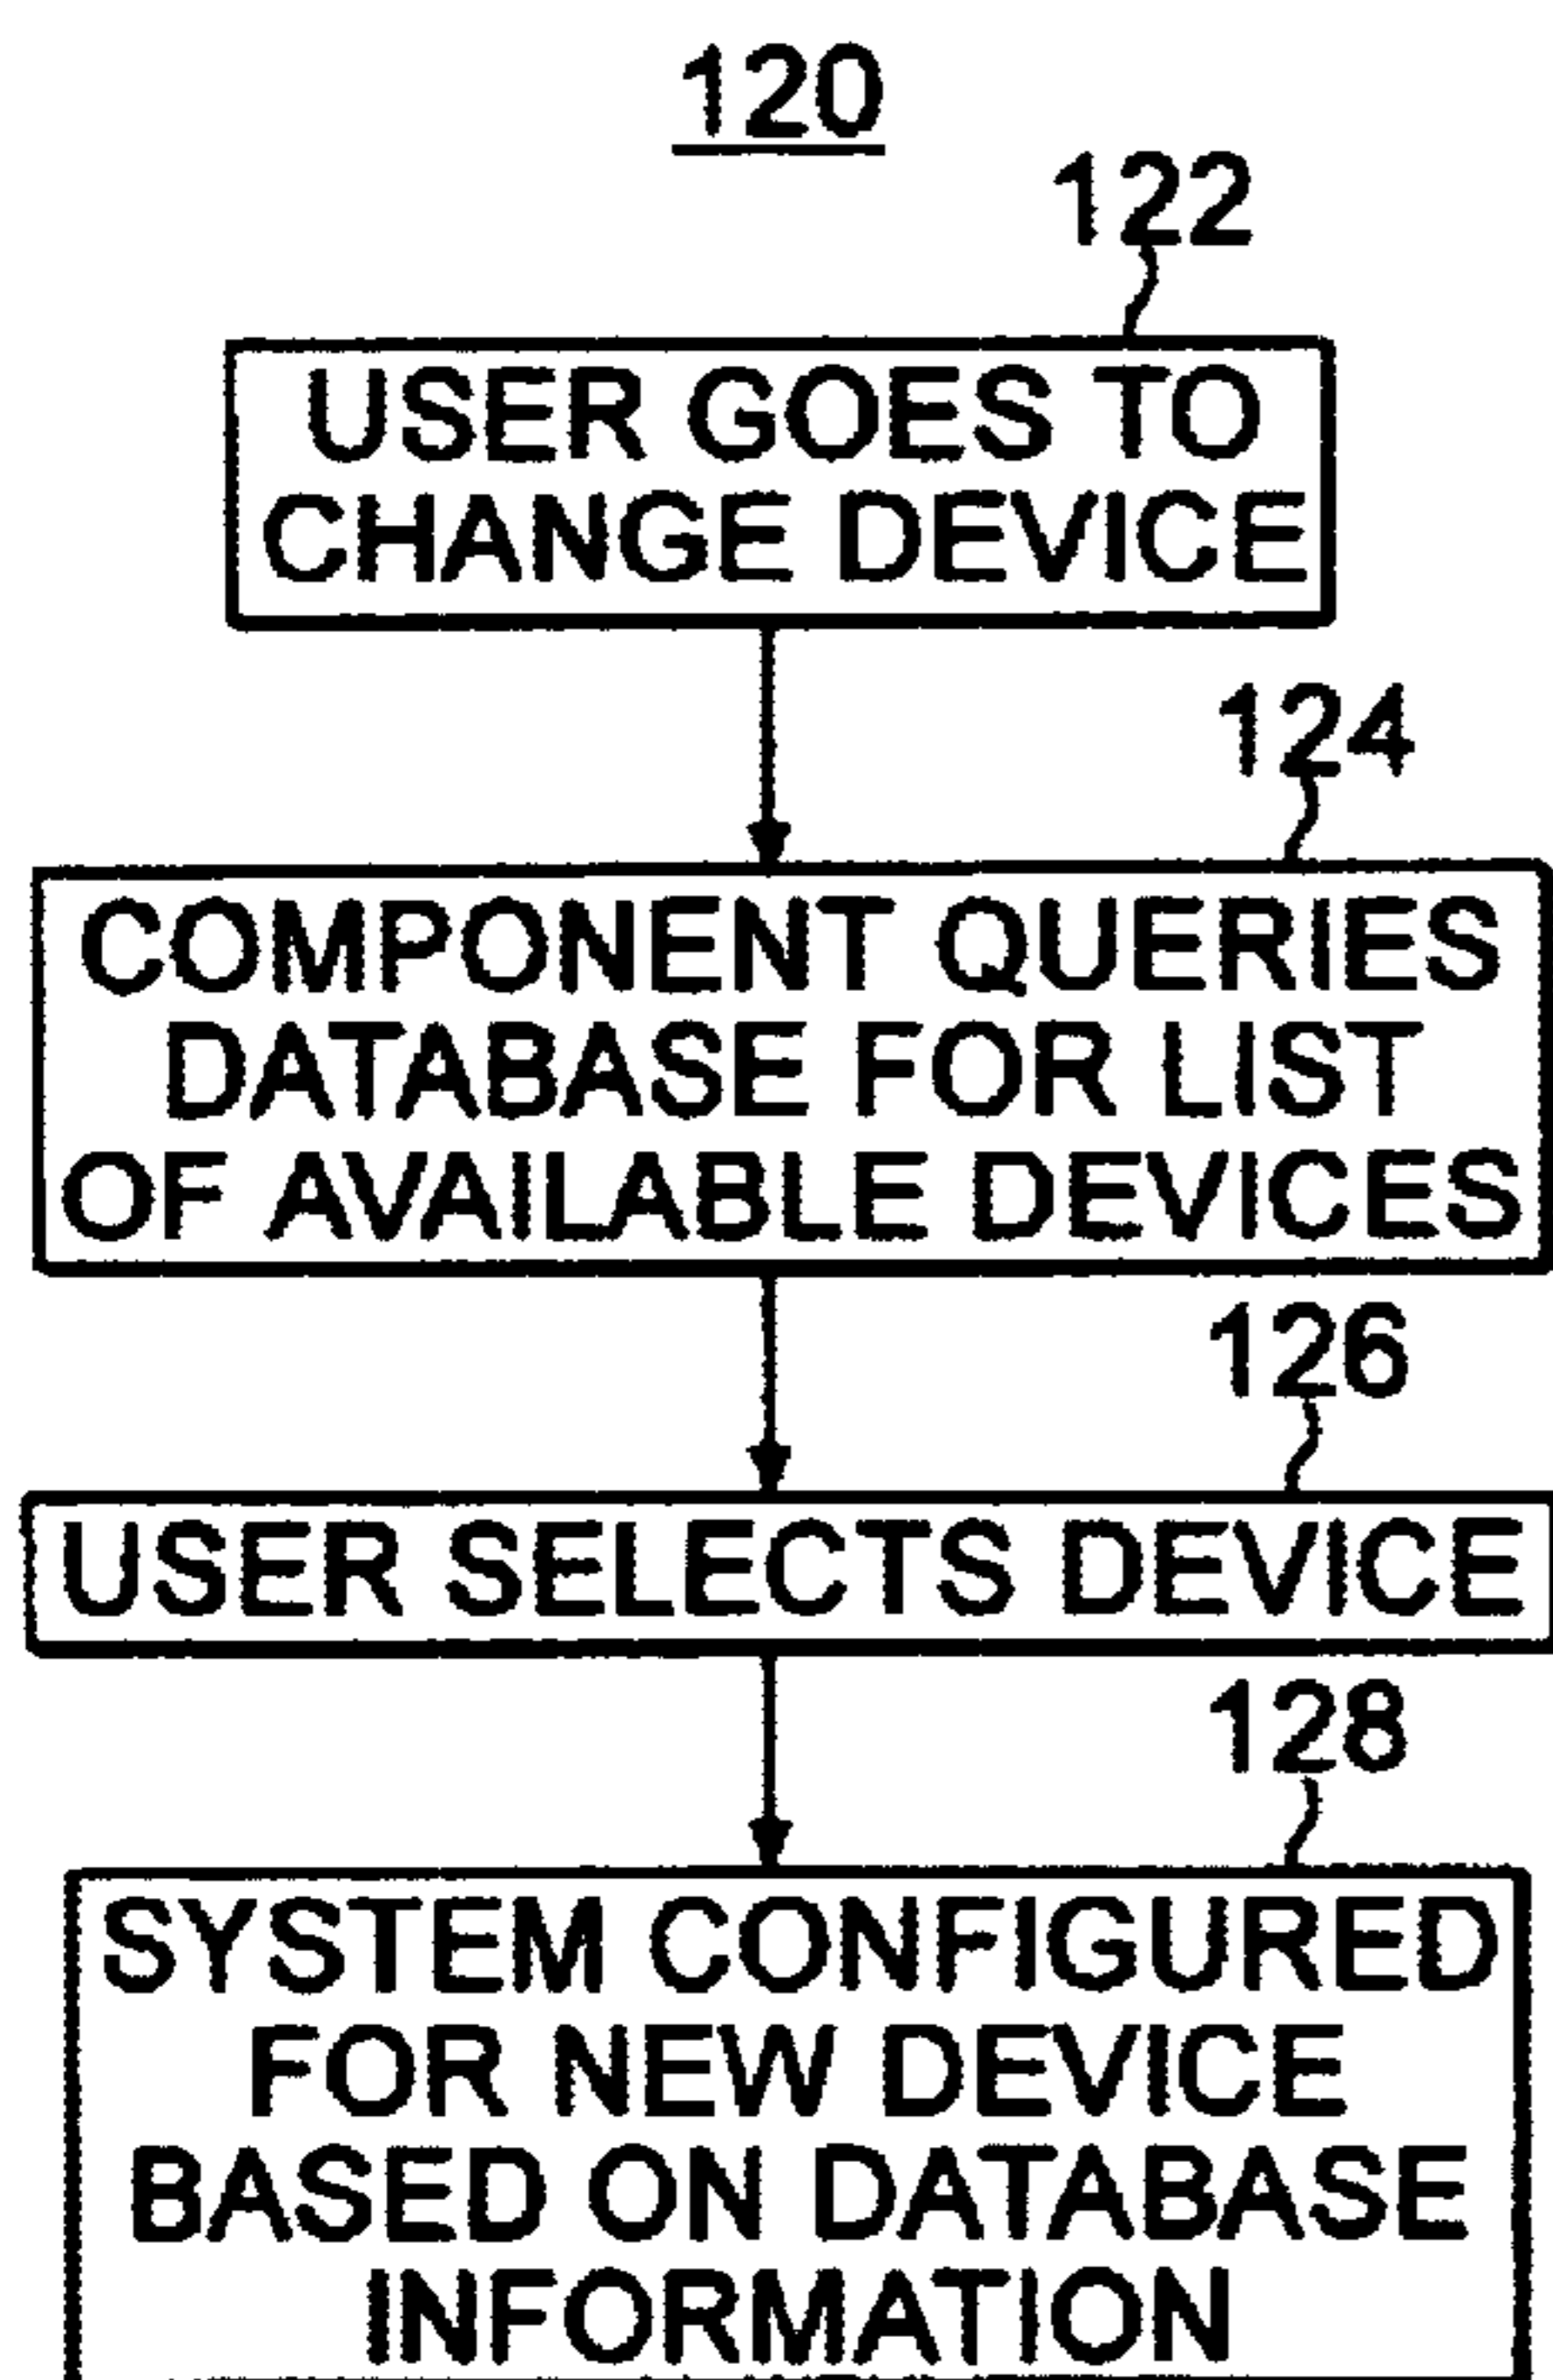 120
122
USER GOES TO
CHANGE DEVICE
124
COMPONENT QUERIES
DATABASE FOR LIST
OF AVAILABLE DEVICES
126
USER SELECTS DEVICE
128
SYSTEM CONFIGURED
FOR NEW DEVICE
BASED ON DATABASE
INFORMATION